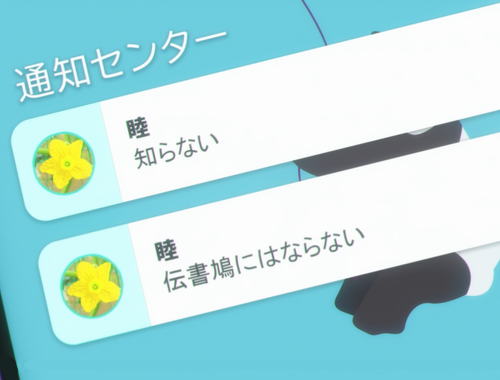 通知センター
睦
知らない
睦
伝書鳩にはならない